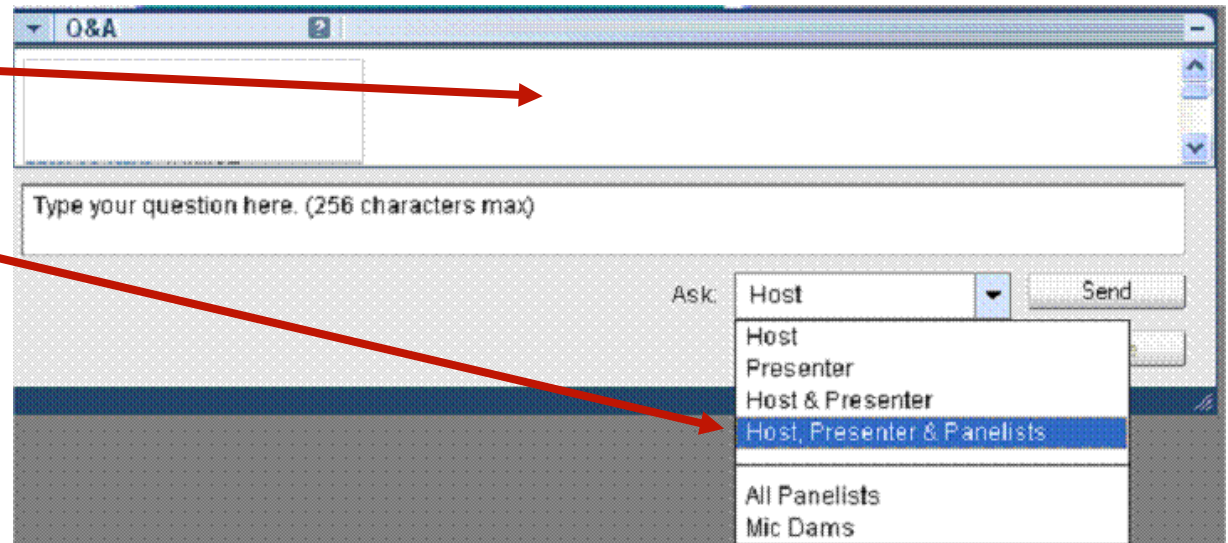 Q&A ?
Type your question here. (256 characters max)
Ask: Host Send
Host
Presenter
Host & Presenter
Host, Presenter & Panelists
All Panelists
Mic Dams